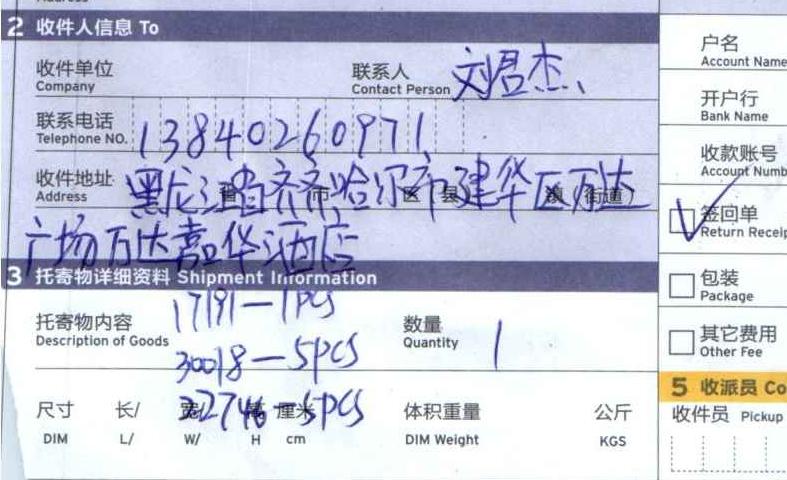 2 收件人信息 To
收件单位
Company
联系人
Contact Person 刘君杰
联系电话
Telephone NO. 13840260971
收件地址
Address
黑龙江省齐齐哈尔市建华区万达
省 市 区 县 镇 街道
广场万达嘉华酒店
3 托寄物详细资料 Shipment Information
托寄物内容
Description of Goods
17191-1pcs
30018-5pcs
22746-5pcs
数量
Quantity 1
尺寸 长/ 宽/ 高 厘米
DIM L/ W/ H cm
体积重量 公斤
DIM Weight KGS
户名
Account Name
开户行
Bank Name
收款账号
Account Numb
签回单
Return Receip
包装
Package
其它费用
Other Fee
5 收派员 Co
收件员 Pickup